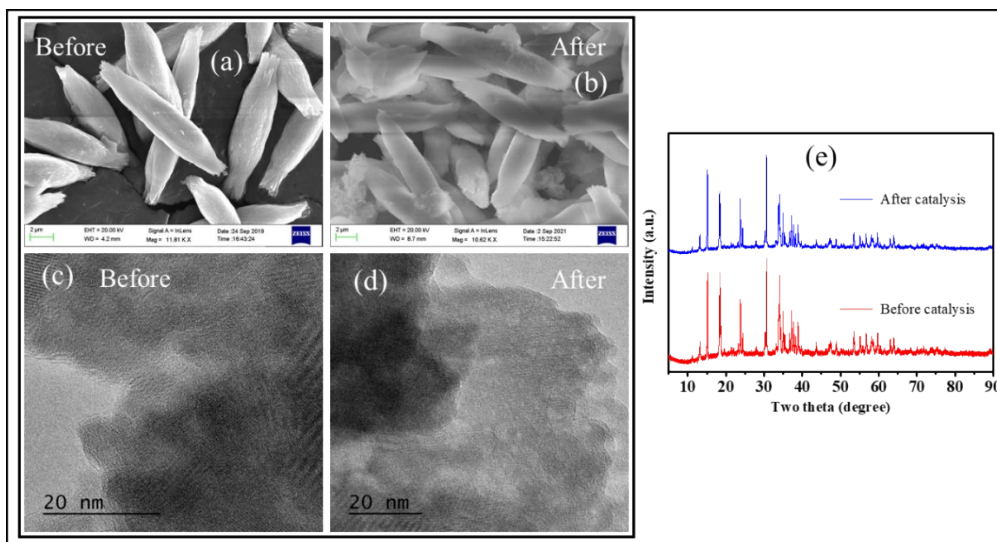 Before
(a)
2 µm
EHT = 20.00 kV
WD = 4.2 mm
Signal A = InLens
Mag = 11.81 K X
Date :24 Sep 2019
Time :16:43:24
ZEISS
After
(b)
2 µm
EHT = 20.00 kV
WD = 8.7 mm
Signal A = InLens
Mag = 10.62 K X
Date :2 Sep 2021
Time :15:22:52
ZEISS
(c)
Before
20 nm
(d)
After
20 nm
(e)
After catalysis
Before catalysis
Intensity (a.u.)
10 20 30 40 50 60 70 80 90
Two theta (degree)